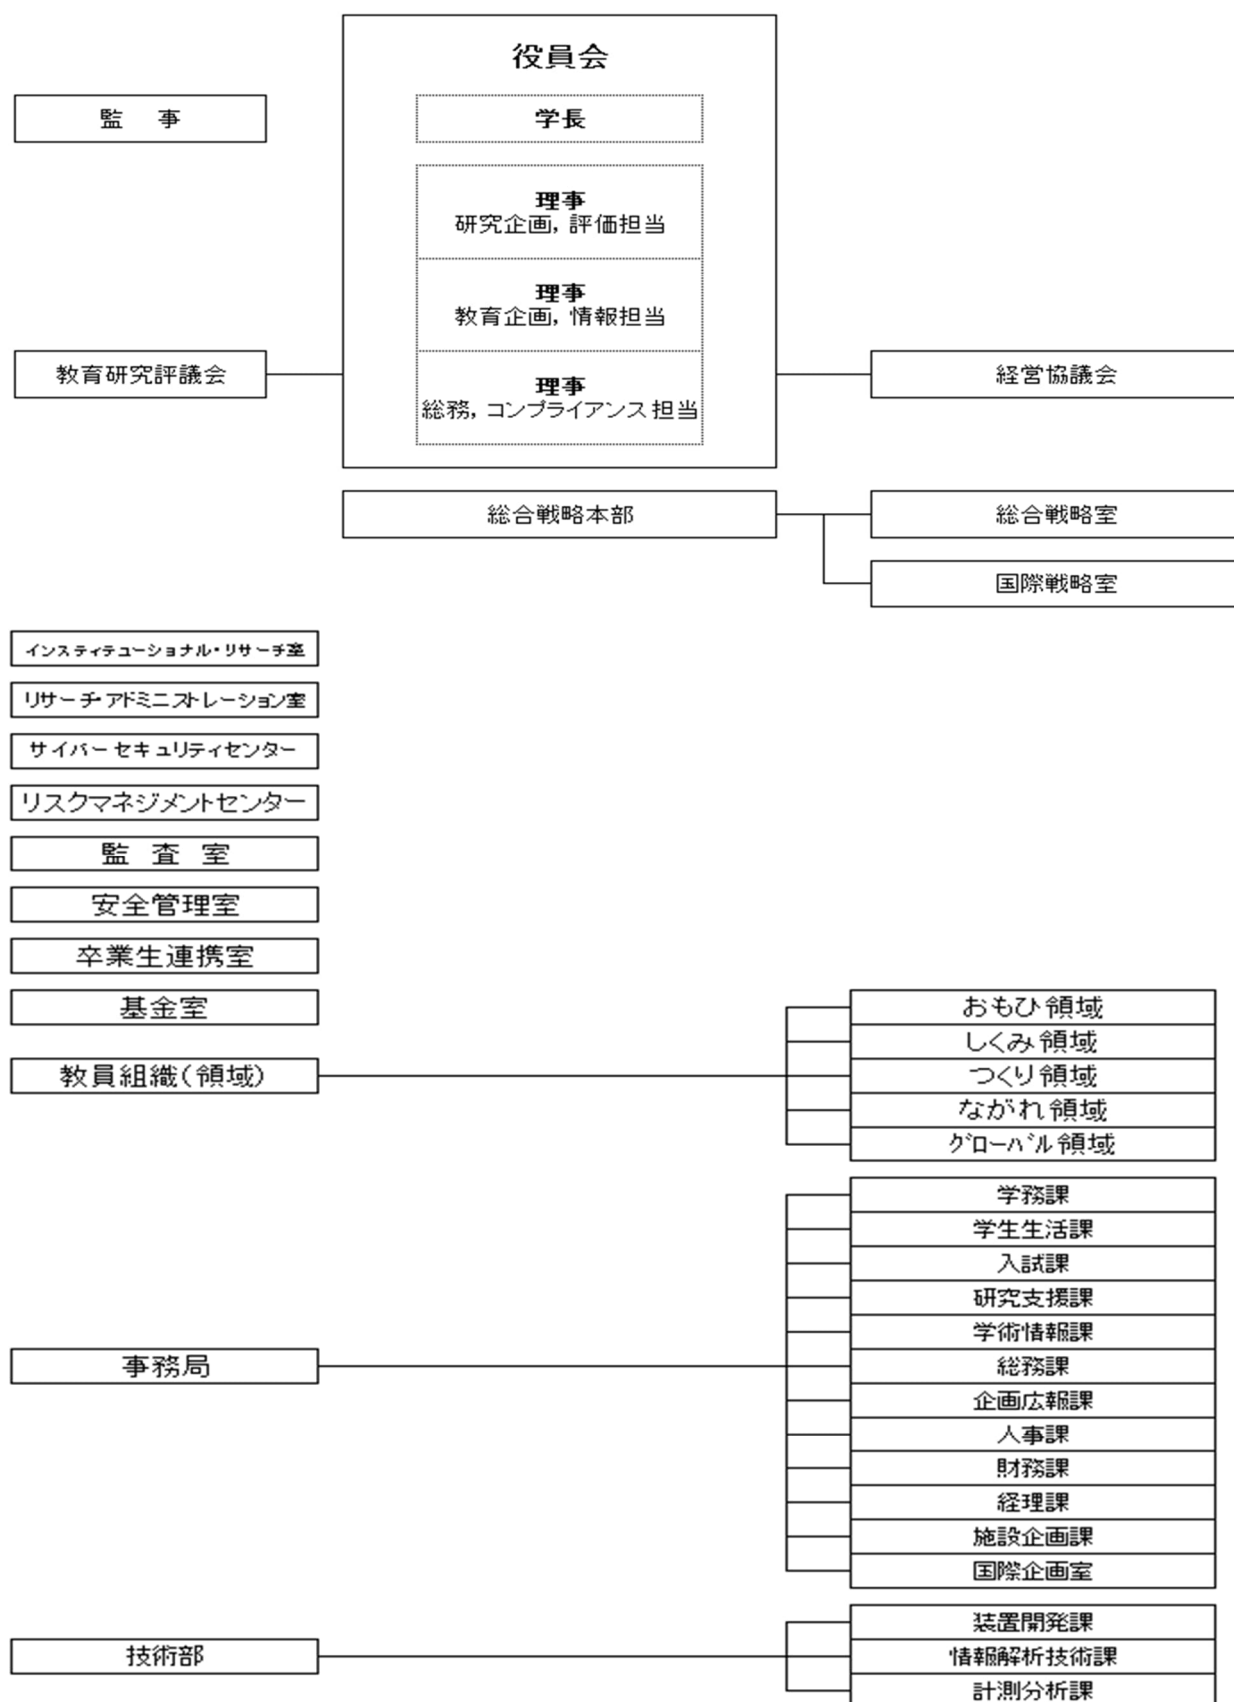 役員会
監　事
学長
理事
研究企画, 評価担当
理事
教育企画, 情報担当
教育研究評議会
理事
総務, コンプライアンス担当
経営協議会
総合戦略本部
総合戦略室
国際戦略室
インスティテューショナル・リサーチ室
リサーチ・アドミニストレーション室
サイバーセキュリティセンター
リスクマネジメントセンター
監　査　室
安全管理室
卒業生連携室
基金室
教員組織(領域)
おもひ領域
しくみ領域
つくり領域
ながれ領域
グローバル領域
事務局
学務課
学生生活課
入試課
研究支援課
学術情報課
総務課
企画広報課
人事課
財務課
経理課
施設企画課
国際企画室
技術部
装置開発課
情報解析技術課
計測分析課